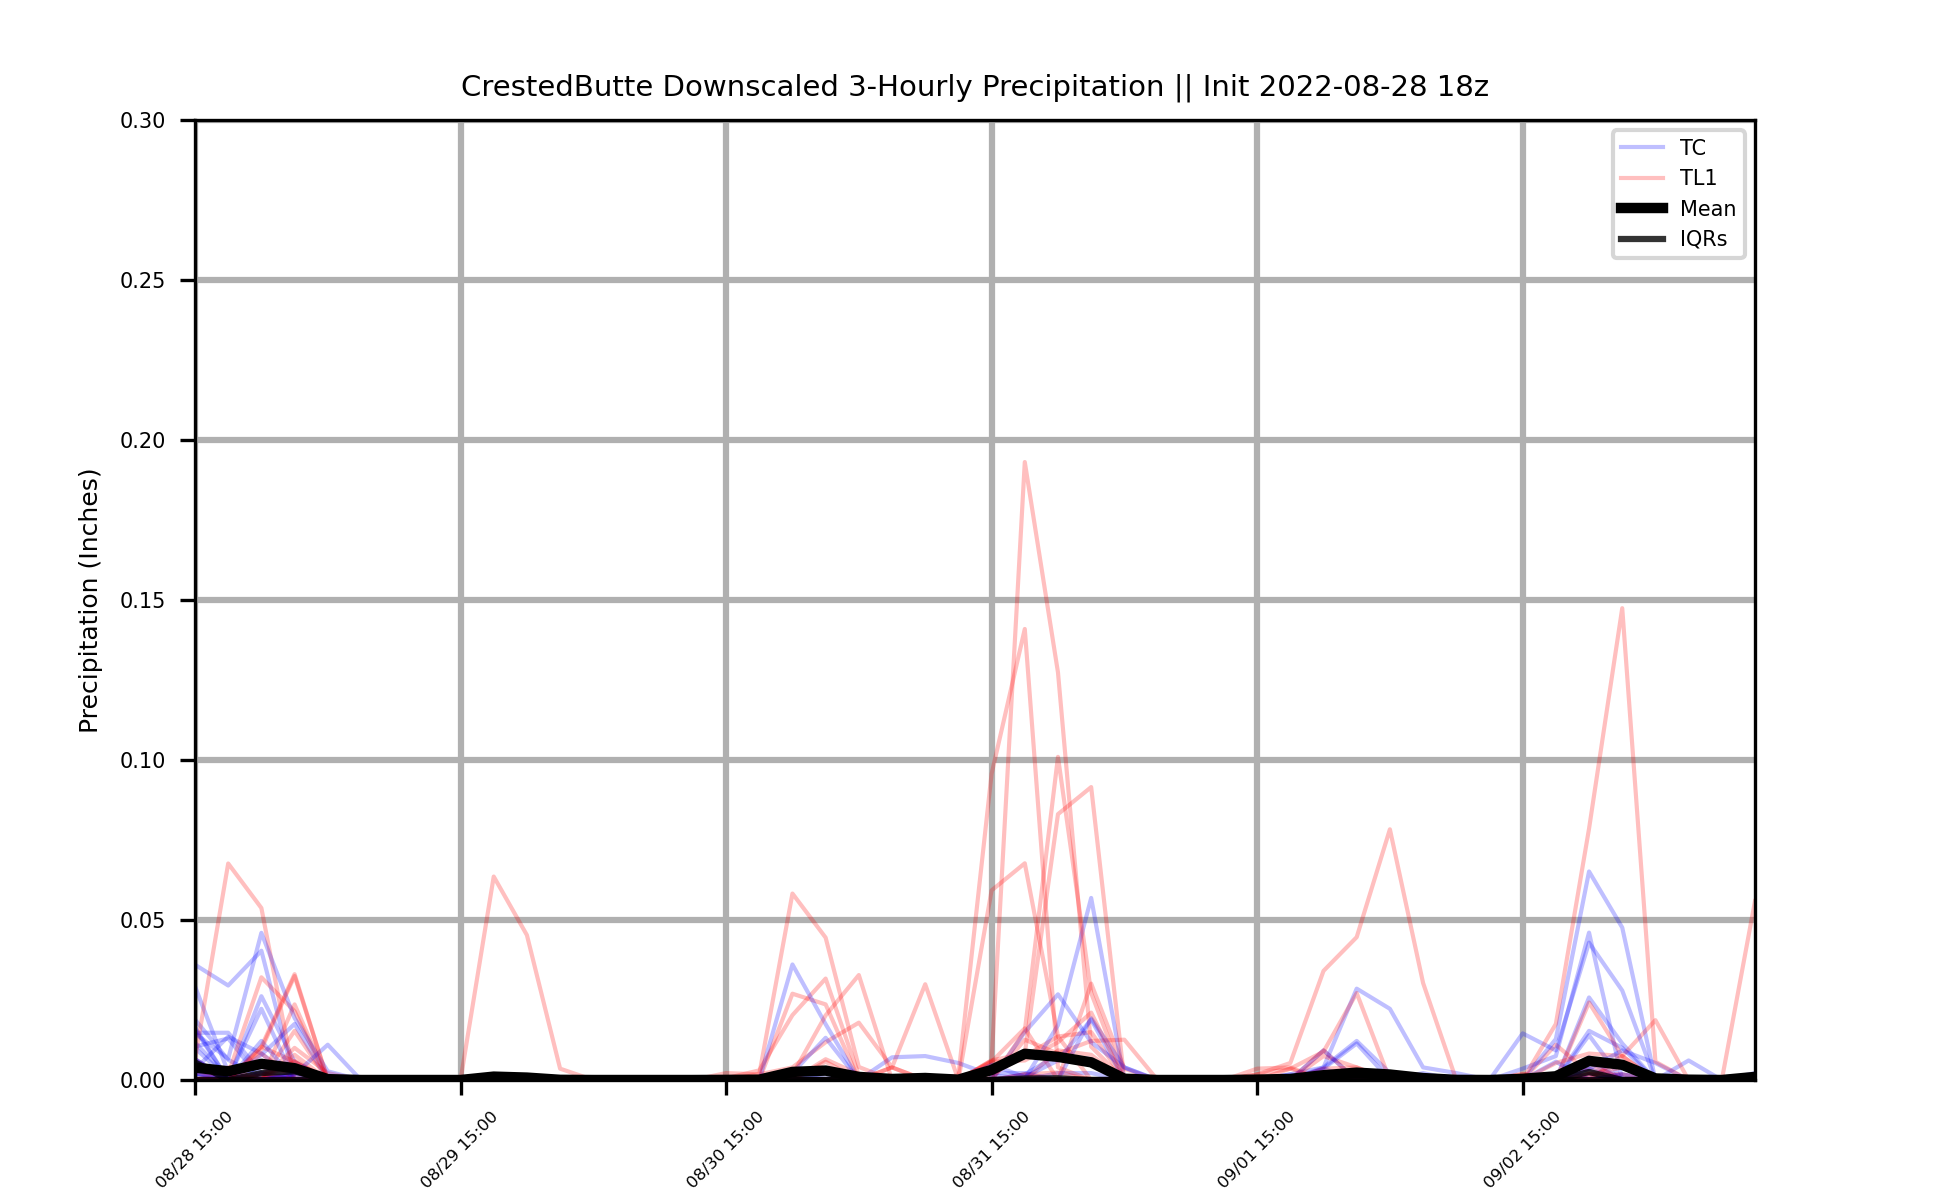 CrestedButte Downscaled 3-Hourly Precipitation || Init 2022-08-28 18z
Precipitation (Inches)
0.30
0.25
0.20
0.15
0.10
0.05
0.00
TC
TL1
Mean
IQRs
08/28 15:00
08/29 15:00
08/30 15:00
08/31 15:00
09/01 15:00
09/02 15:00